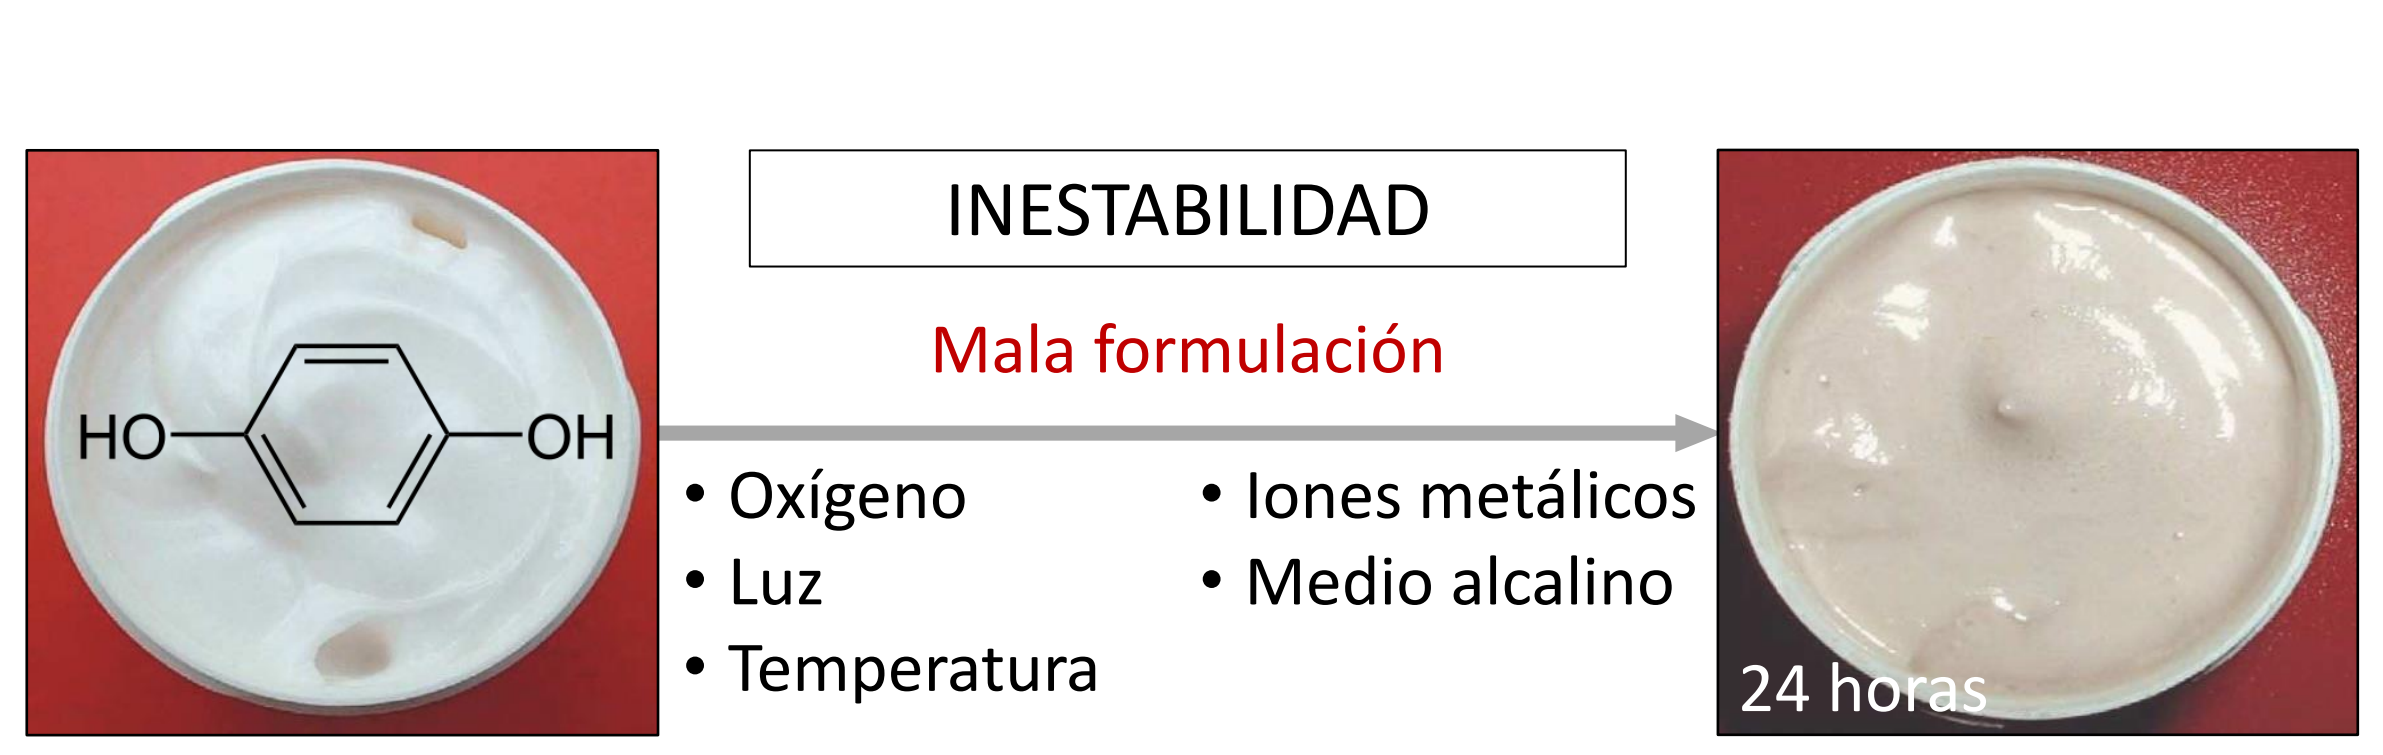 INESTABILIDAD
Mala formulación
HO
OH
• Oxígeno
• Luz
• Temperatura
• Iones metálicos
• Medio alcalino
24 horas